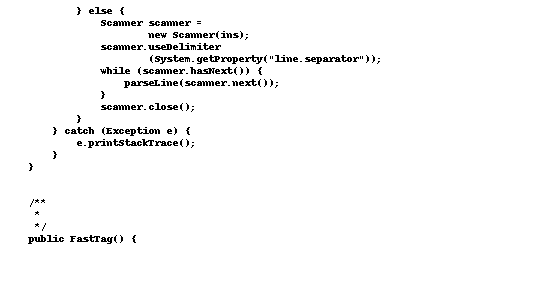 } else {
Scanner scanner =
new Scanner(ins);
scanner.useDelimiter
(System.getProperty("line.separator"));
while (scanner.hasNext()) {
parseLine(scanner.next());
}
scanner.close();
}
} catch (Exception e) {
e.printStackTrace();
}
}
/**
*
*/
public FastTag() {